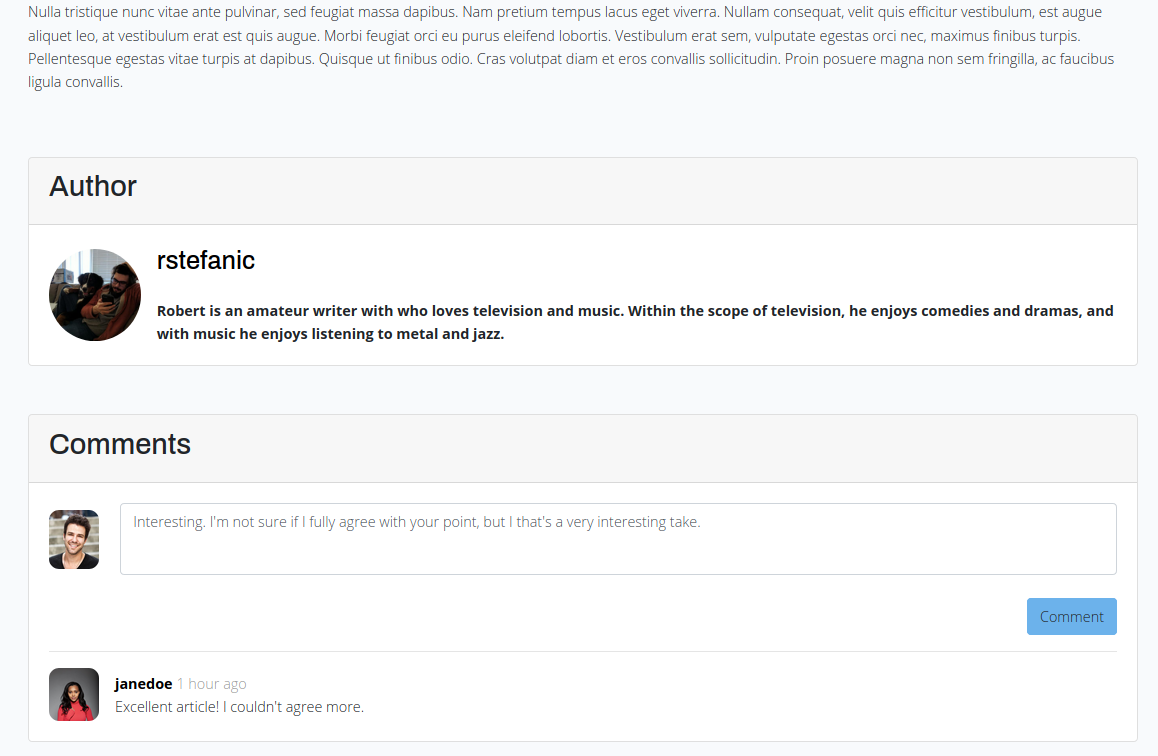 Nulla tristique nunc vitae ante pulvinar, sed feugiat massa dapibus. Nam pretium tempus lacus eget viverra. Nullam consequat, velit quis efficitur vestibulum, est augue
aliquet leo, at vestibulum erat est quis augue. Morbi feugiat orci eu purus eleifend lobortis. Vestibulum erat sem, vulputate egestas orci nec, maximus finibus turpis.
Pellentesque egestas vitae turpis at dapibus. Quisque ut finibus odio. Cras volutpat diam et eros convallis sollicitudin. Proin posuere magna non sem fringilla, ac faucibus
ligula convallis.
Author
rstefanic
Robert is an amateur writer with who loves television and music. Within the scope of television, he enjoys comedies and dramas, and
with music he enjoys listening to metal and jazz.
Comments
Interesting. I'm not sure if I fully agree with your point, but I that's a very interesting take.
Comment
janedoe 1 hour ago
Excellent article! I couldn't agree more.